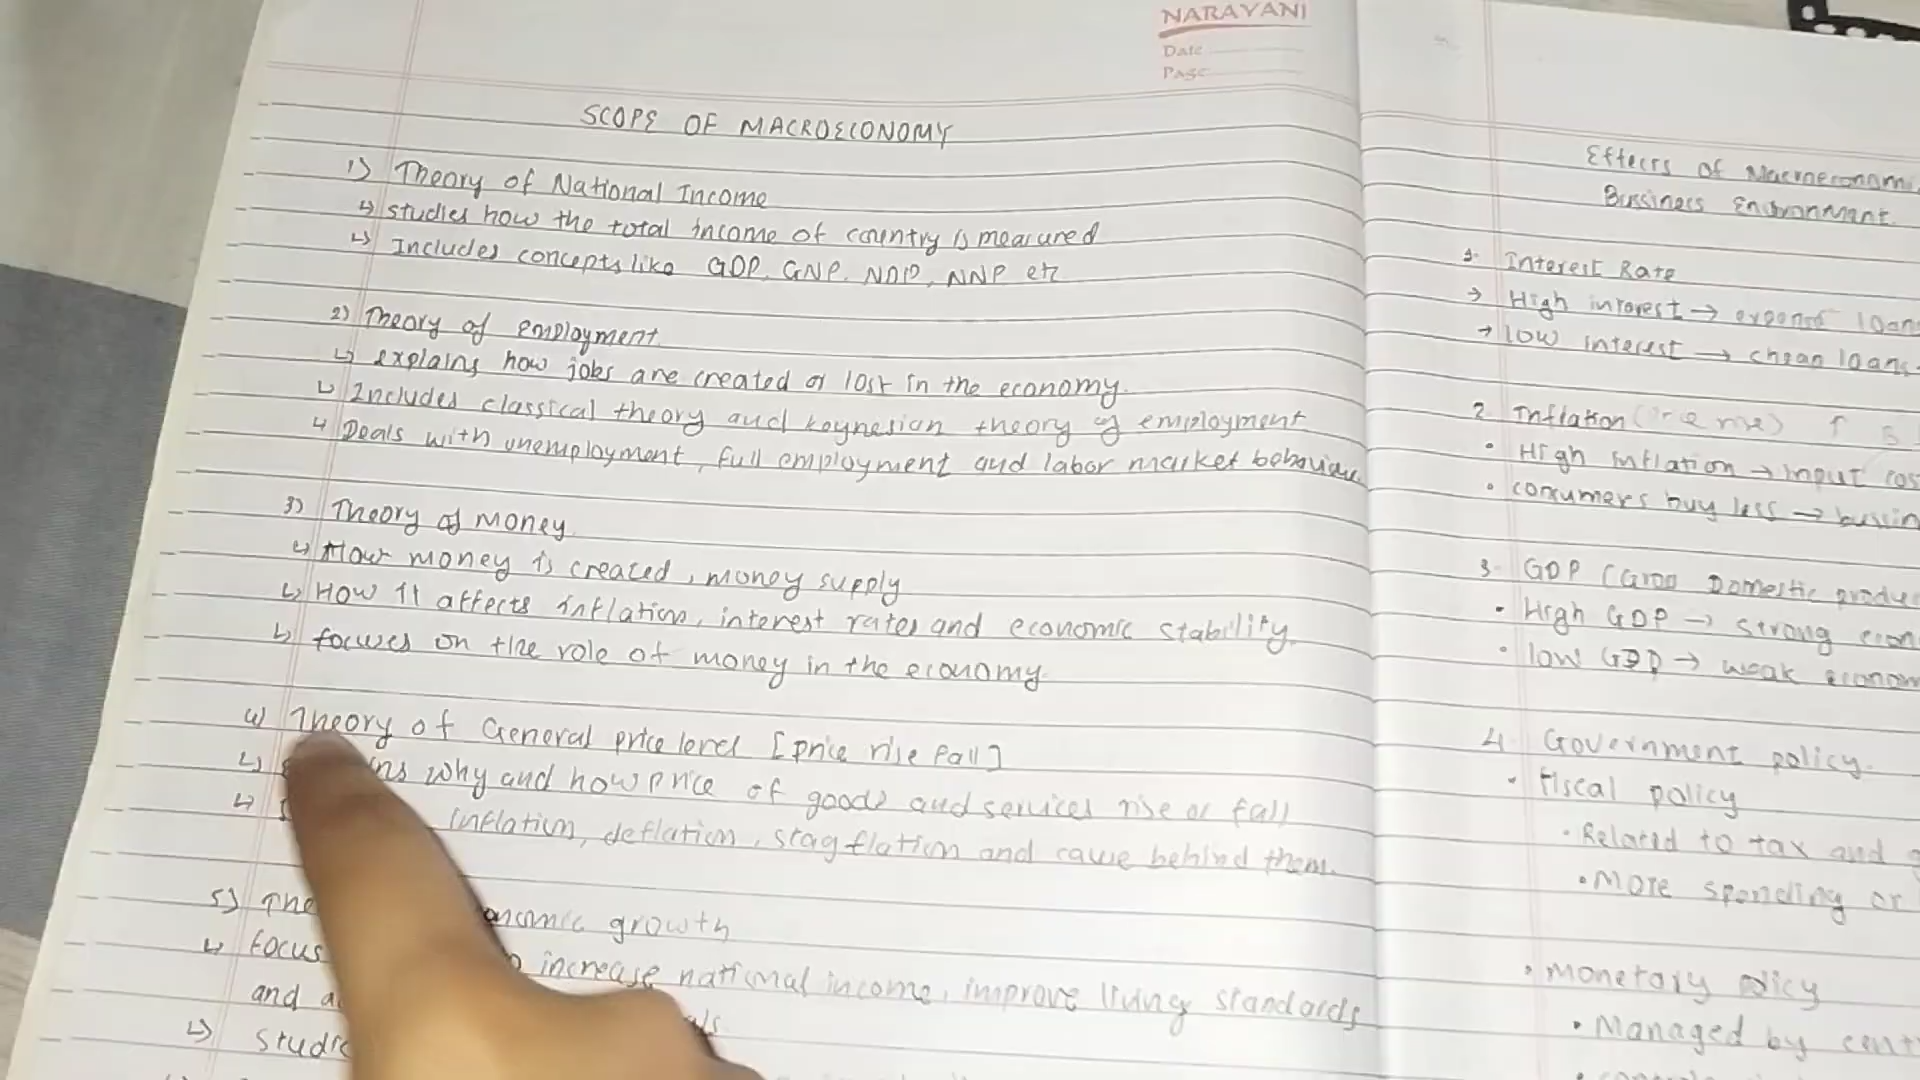 NARAYANI
Date
Page
SCOPE OF MACROECONOMY
1) Theory of National Income
↳ studies how the total income of country is measured
↳ Includes concepts like GDP, GNP, NDP, NNP etc
2) Theory of employment
↳ explains how jobs are created or lost in the economy.
↳ Includes classical theory and keynesian theory of employment
↳ Deals with unemployment, full employment and labor market behaviour.
3) Theory of Money
↳ How money is created, money supply
↳ How it affects inflation, interest rates and economic stability.
↳ focuses on the role of money in the economy
4) Theory of General price level [price rise fall]
↳ why and how price of goods and services rise or fall
↳ inflation, deflation, stagflation and cause behind them.
5) growth
↳ focus increase national income, improve living standards
and
↳
Effects of
Bussiness Environment
1. Interest Rate
→ High interest →
→ low interest → cheap loans
2. Inflation
• High inflation → input
• consumers buy less →
3. GDP ( Domestic
• High GDP → strong
• low GDP → weak
4. Government policy.
• fiscal policy
• Related to tax and
• More spending or
• monetary policy
• Managed by